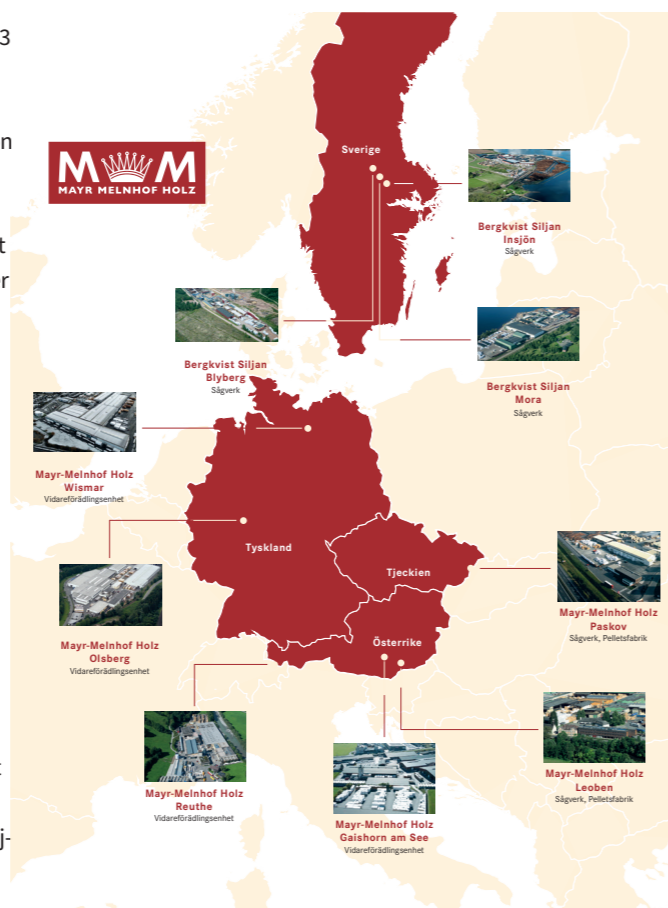 3
n
t
r
t
j-
M M
MAYR MELNHOF HOLZ
Sverige
Bergkvist Siljan
Insjön
Sågverk
Bergkvist Siljan
Blyberg
Sågverk
Bergkvist Siljan
Mora
Sågverk
Mayr-Melnhof Holz
Wismar
Vidareförädlingsenhet
Tyskland
Tjeckien
Mayr-Melnhof Holz
Paskov
Sågverk, Pelletsfabrik
Mayr-Melnhof Holz
Olsberg
Vidareförädlingsenhet
Österrike
Mayr-Melnhof Holz
Leoben
Sågverk, Pelletsfabrik
Mayr-Melnhof Holz
Reuthe
Vidareförädlingsenhet
Mayr-Melnhof Holz
Gaishorn am See
Vidareförädlingsenhet